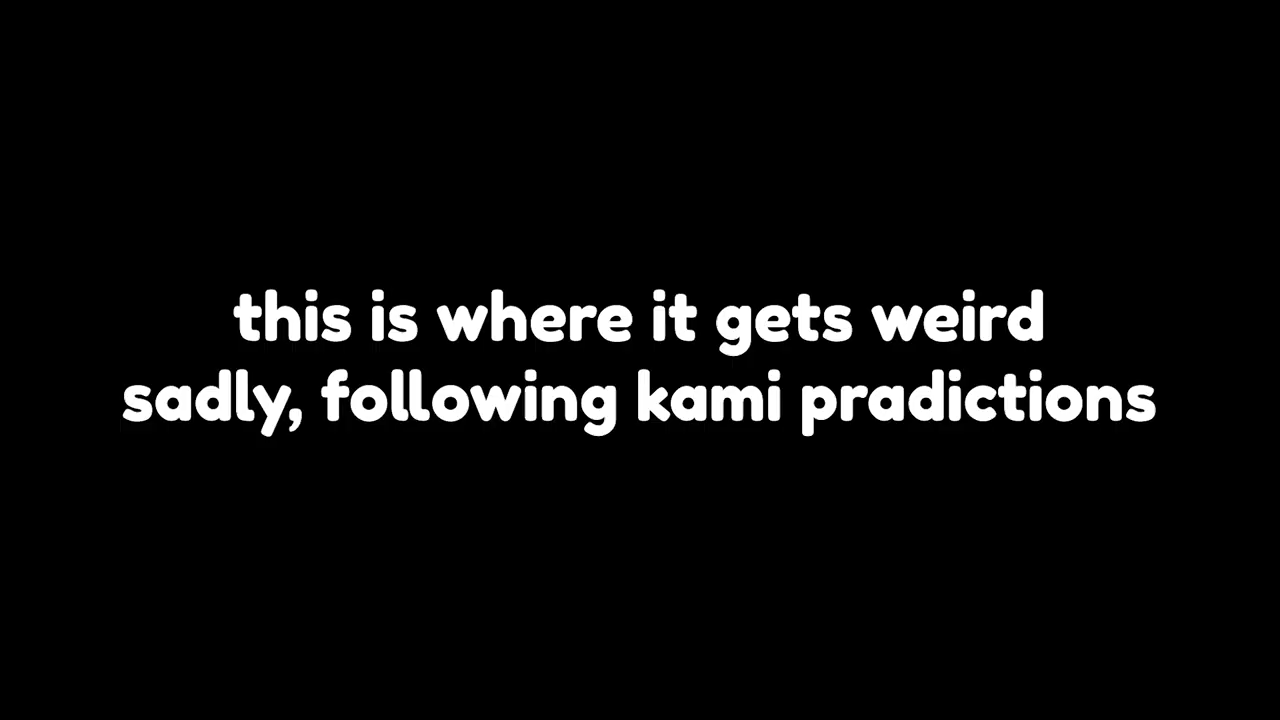 this is where it gets weird
sadly, following kami pradictions